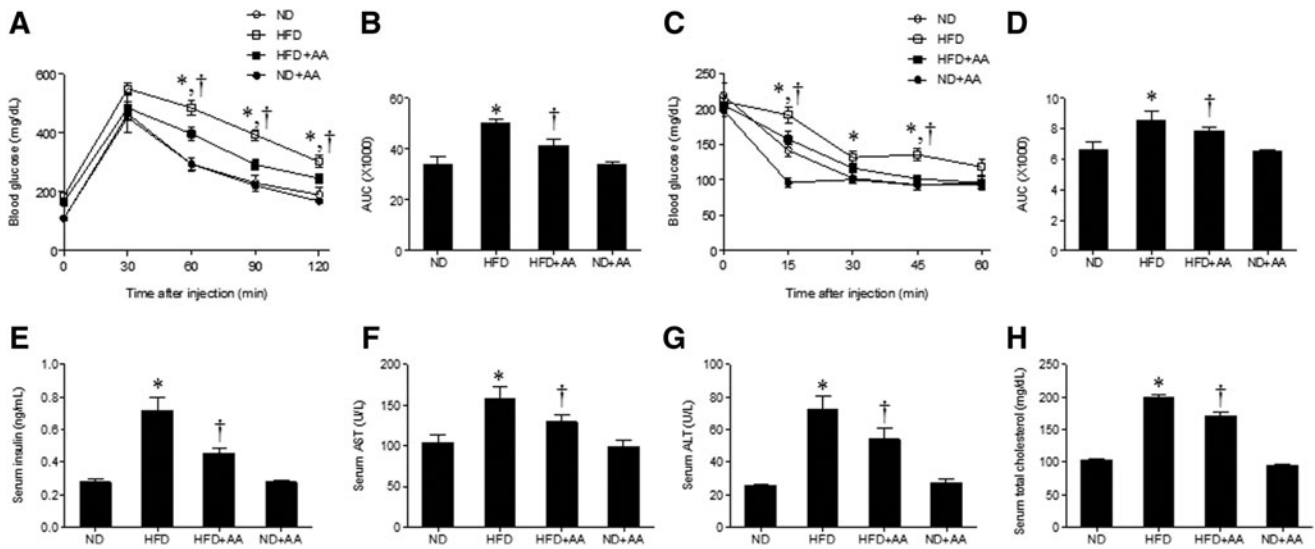 A
ND
HFD
HFD+AA
ND+AA
Blood glucose (mg/dL)
600
400
200
0
*,†
*,†
*,†
0 30 60 90 120
Time after injection (min)
B
AUC (X1000)
60
40
20
0
*
†
ND HFD HFD+AA ND+AA
C
ND
HFD
HFD+AA
ND+AA
Blood glucose (mg/dL)
250
200
150
100
50
0
*,†
*
*,†
0 15 30 45 60
Time after injection (min)
D
AUC (X1000)
10
8
6
4
2
0
*
†
ND HFD HFD+AA ND+AA
E
Serum insulin (ng/mL)
1.0
0.8
0.6
0.4
0.2
0.0
*
†
ND HFD HFD+AA ND+AA
F
Serum AST (U/L)
200
150
100
50
0
*
†
ND HFD HFD+AA ND+AA
G
Serum ALT (U/L)
100
80
60
40
20
0
*
†
ND HFD HFD+AA ND+AA
H
Serum total cholesterol (mg/dL)
250
200
150
100
50
0
*
†
ND HFD HFD+AA ND+AA